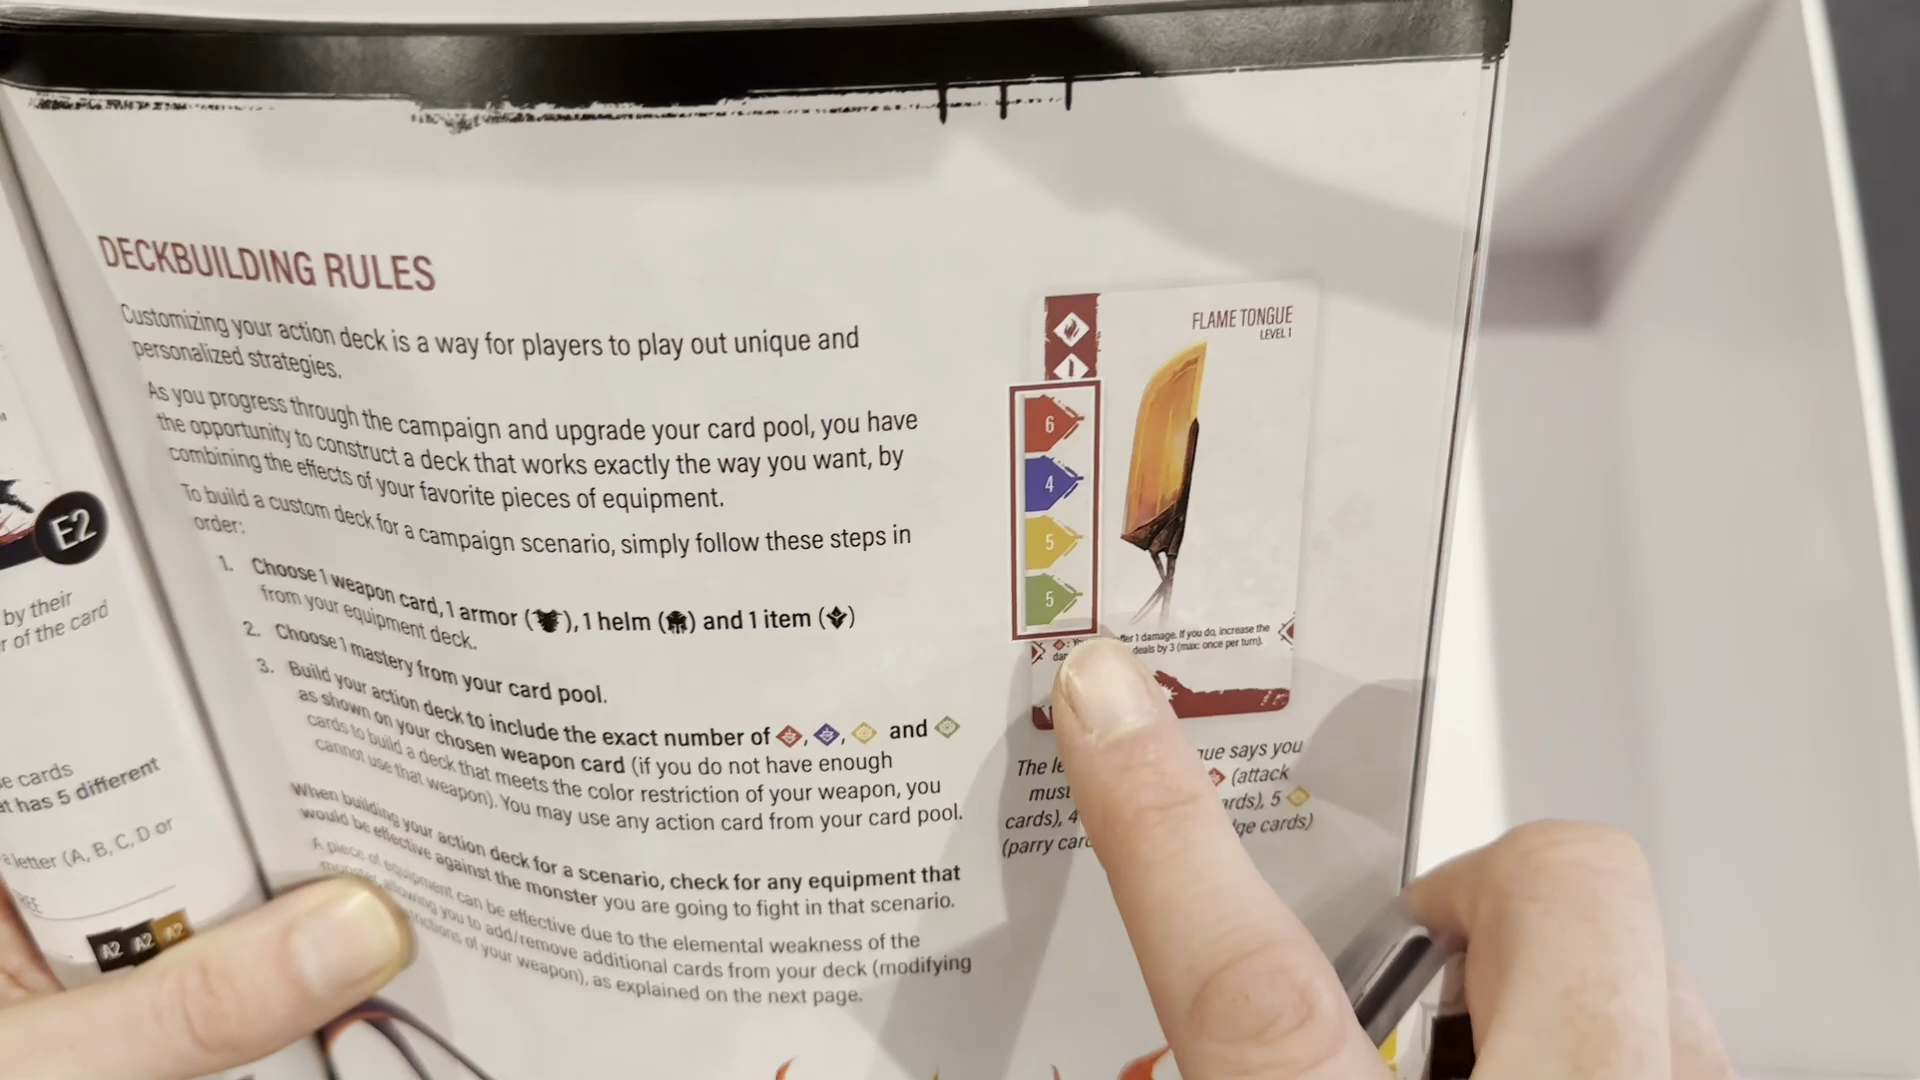 DECKBUILDING RULES
Customizing your action deck is a way for players to play out unique and
personalized strategies.
As you progress through the campaign and upgrade your card pool, you have
the opportunity to construct a deck that works exactly the way you want, by
combining the effects of your favorite pieces of equipment.
To build a custom deck for a campaign scenario, simply follow these steps in
order:
1. Choose 1 weapon card, 1 armor ( ), 1 helm ( ) and 1 item ( )
from your equipment deck.
2. Choose 1 mastery from your card pool.
3. Build your action deck to include the exact number of , , and
as shown on your chosen weapon card (if you do not have enough
cards to build a deck that meets the color restriction of your weapon, you
cannot use that weapon). You may use any action card from your card pool.
When building your action deck for a scenario, check for any equipment that
would be effective against the monster you are going to fight in that scenario.
A piece of equipment can be effective due to the elemental weakness of the
monster, allowing you to add/remove additional cards from your deck (modifying
of your weapon), as explained on the next page.
FLAME TONGUE
LEVEL 1
6
4
5
5
1 damage. If you do, increase the
deals by 3 (max: once per turn).
The
says you
must
(attack
cards), 4
5
(parry
cards)
E2
by their
of the card
cards
has 5 different
letter (A, B, C, D or
A2 A2 A2